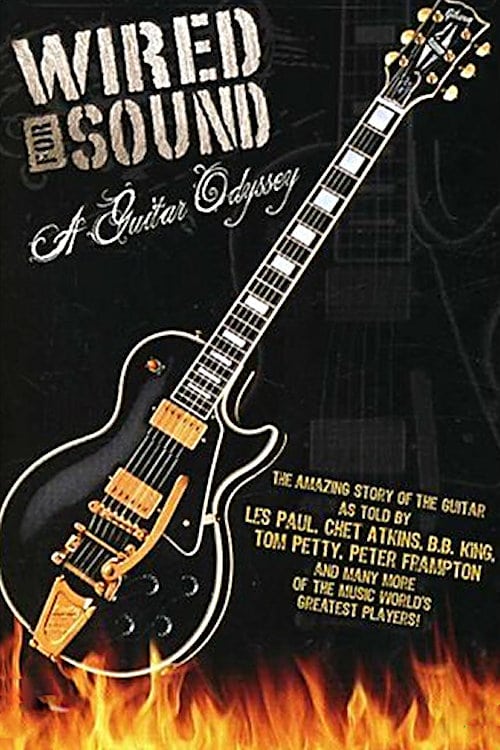 WIRED
FOR SOUND
A Guitar Odyssey
Gibson
THE AMAZING STORY OF THE GUITAR
AS TOLD BY
LES PAUL, CHET ATKINS, B.B. KING,
TOM PETTY, PETER FRAMPTON
AND MANY MORE
OF THE MUSIC WORLD'S
GREATEST PLAYERS!